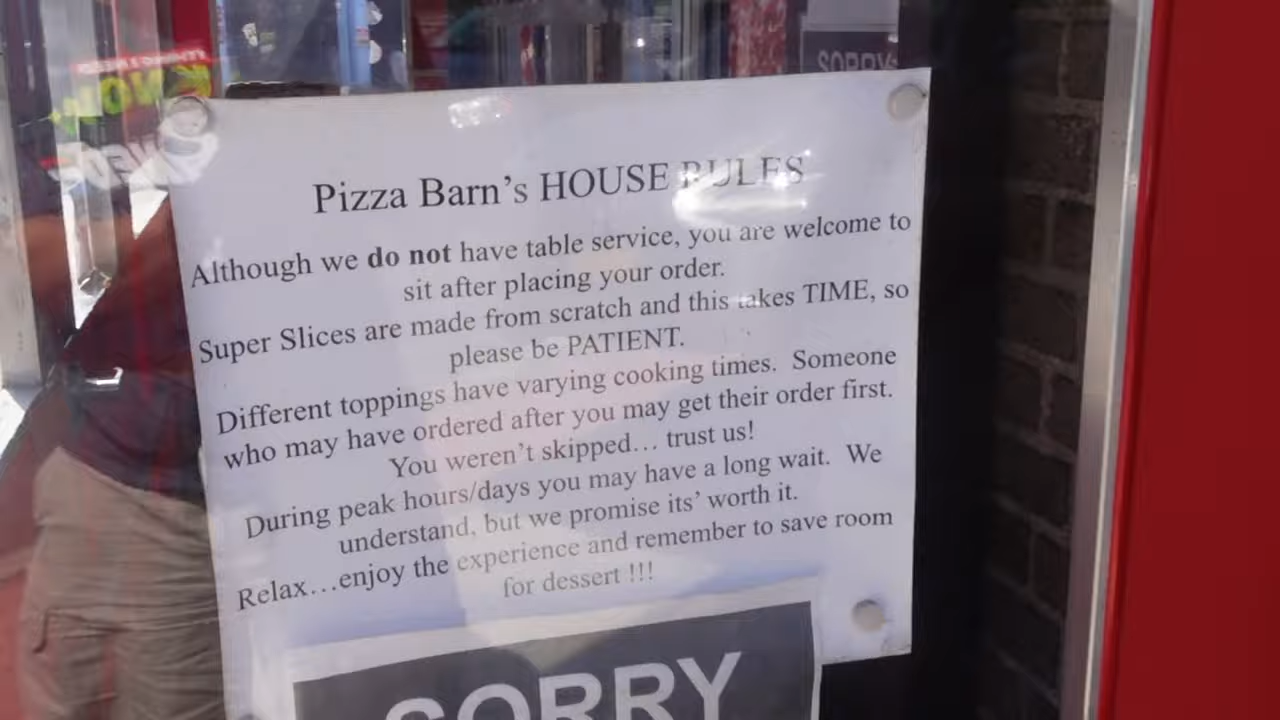 SORRY
Pizza Barn's HOUSE RULES
Although we do not have table service, you are welcome to
sit after placing your order.
Super Slices are made from scratch and this takes TIME, so
please be PATIENT.
Different toppings have varying cooking times. Someone
who may have ordered after you may get their order first.
You weren't skipped... trust us!
During peak hours/days you may have a long wait. We
understand, but we promise its' worth it.
Relax...enjoy the experience and remember to save room
for dessert !!!
SORRY